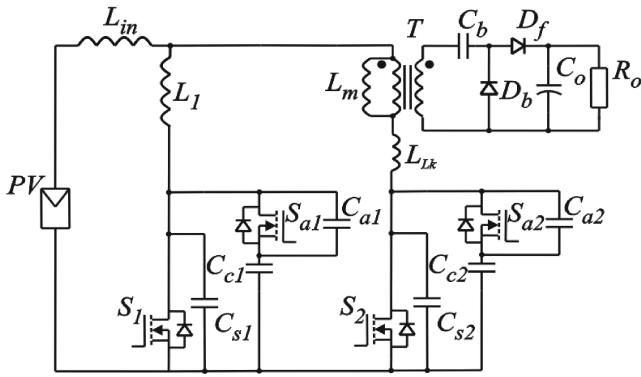 L_in
T
C_b
D_f
L_1
L_m
D_b
C_o
R_o
L_Lk
PV
S_a1
C_a1
S_a2
C_a2
C_c1
C_c2
S_1
C_s1
S_2
C_s2